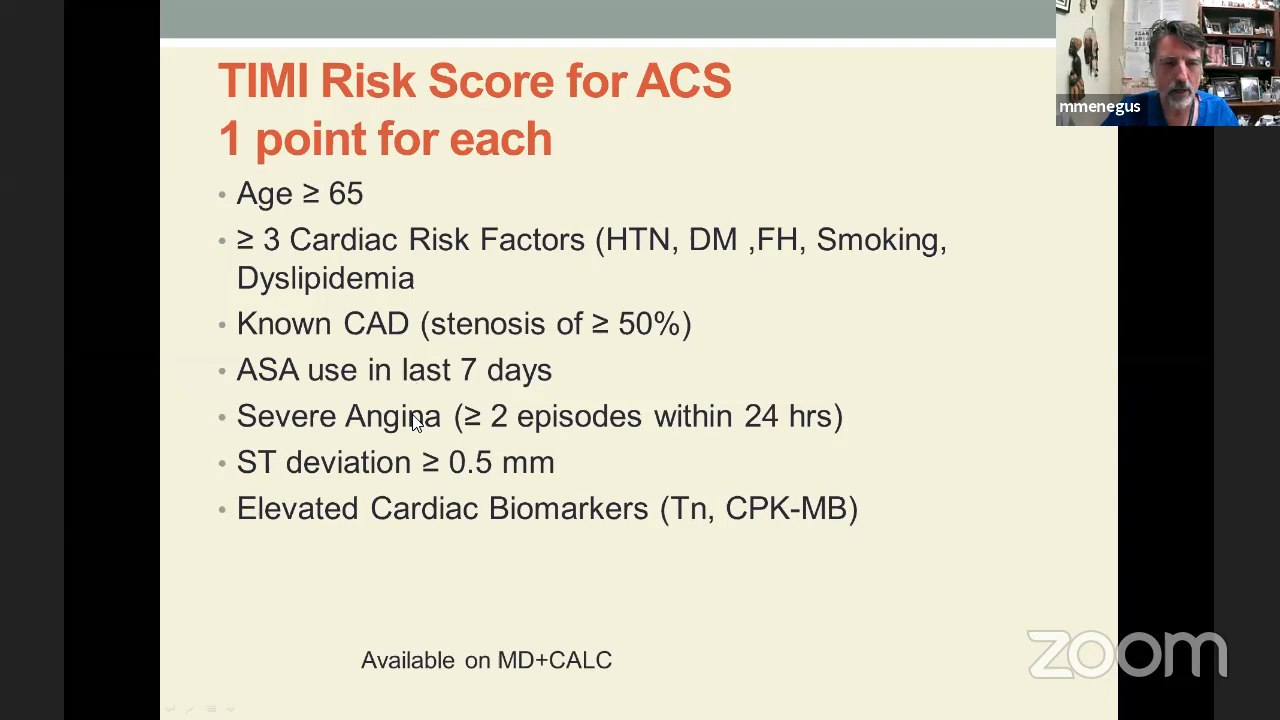 TIMI Risk Score for ACS
1 point for each
mmenegus
• Age ≥ 65
• ≥ 3 Cardiac Risk Factors (HTN, DM ,FH, Smoking,
Dyslipidemia
• Known CAD (stenosis of ≥ 50%)
• ASA use in last 7 days
• Severe Angina (≥ 2 episodes within 24 hrs)
• ST deviation ≥ 0.5 mm
• Elevated Cardiac Biomarkers (Tn, CPK-MB)
Available on MD+CALC
zoom